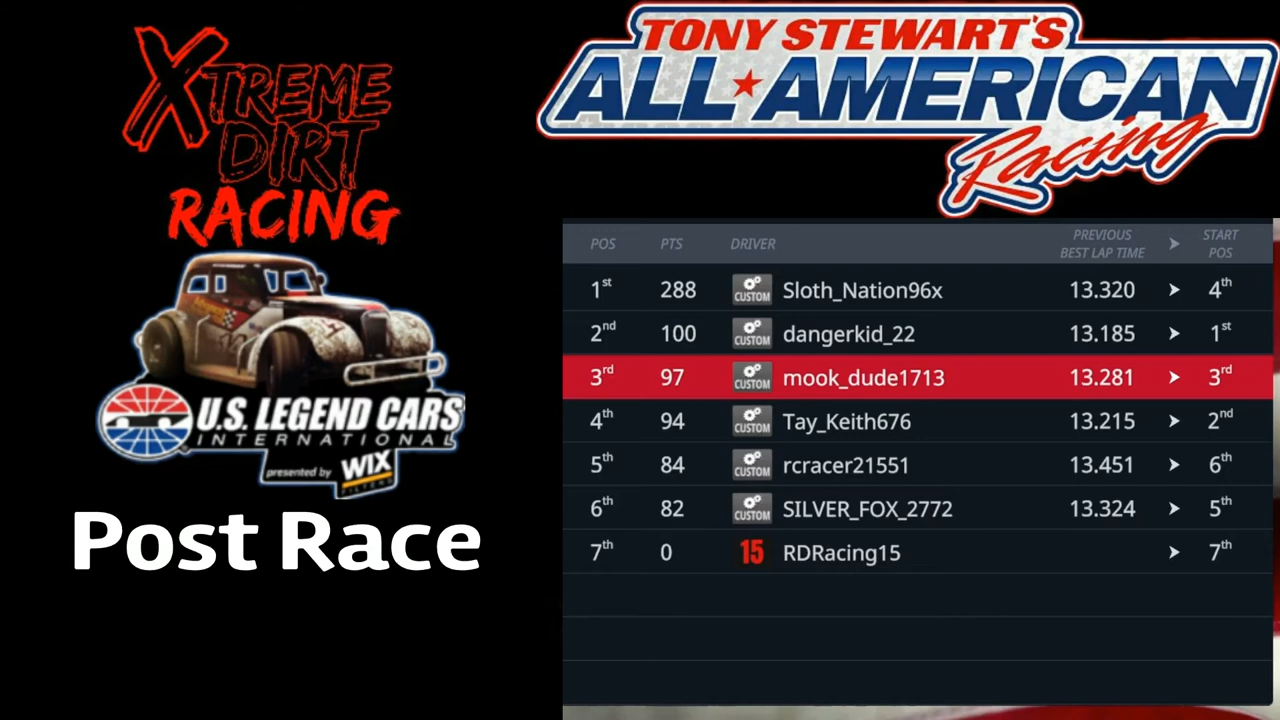 XTREME
DIRT
RACING
U.S. LEGEND CARS
INTERNATIONAL
presented by WIX
FILTERS
Post Race
TONY STEWART'S
ALL★AMERICAN
Racing
POS PTS DRIVER PREVIOUS BEST LAP TIME START POS
1st 288 CUSTOM Sloth_Nation96x 13.320 4th
2nd 100 CUSTOM dangerkid_22 13.185 1st
3rd 97 CUSTOM mook_dude1713 13.281 3rd
4th 94 CUSTOM Tay_Keith676 13.215 2nd
5th 84 CUSTOM rcracer21551 13.451 6th
6th 82 CUSTOM SILVER_FOX_2772 13.324 5th
7th 0 15 RDRacing15 7th